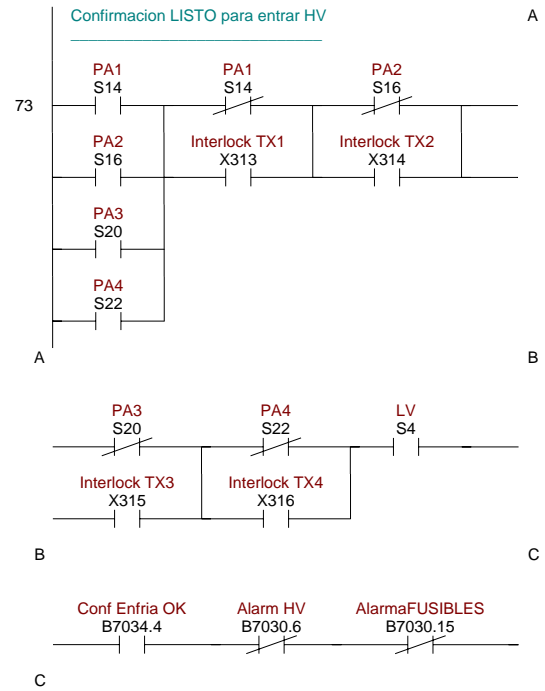 Confirmacion LISTO para entrar HV
A
PA1 PA1 PA2
S14 S14 S16
73
PA2 Interlock TX1 Interlock TX2
S16 X313 X314
PA3
S20
PA4
S22
A B
PA3 PA4 LV
S20 S22 S4
Interlock TX3 Interlock TX4
X315 X316
B C
Conf Enfria OK Alarm HV AlarmaFUSIBLES
B7034.4 B7030.6 B7030.15
C